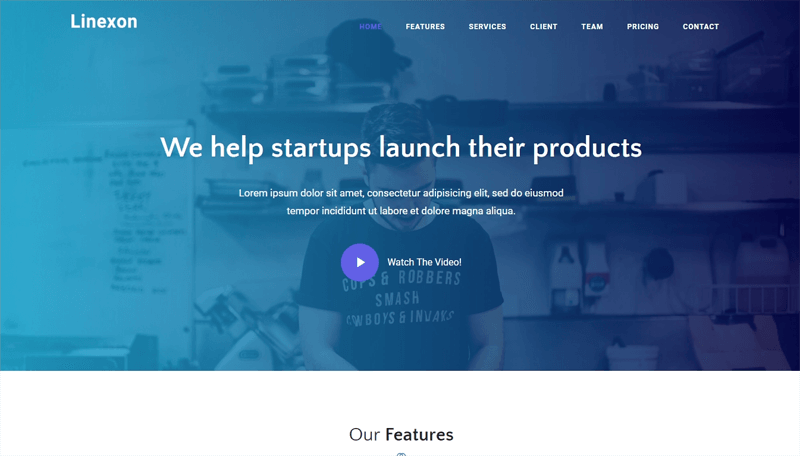 Linexon
HOME FEATURES SERVICES CLIENT TEAM PRICING CONTACT
We help startups launch their products
Lorem ipsum dolor sit amet, consectetur adipisicing elit, sed do eiusmod
tempor incididunt ut labore et dolore magna aliqua.
Watch The Video!
COPS & ROBBERS
SMASH
COWBOYS &
Our Features